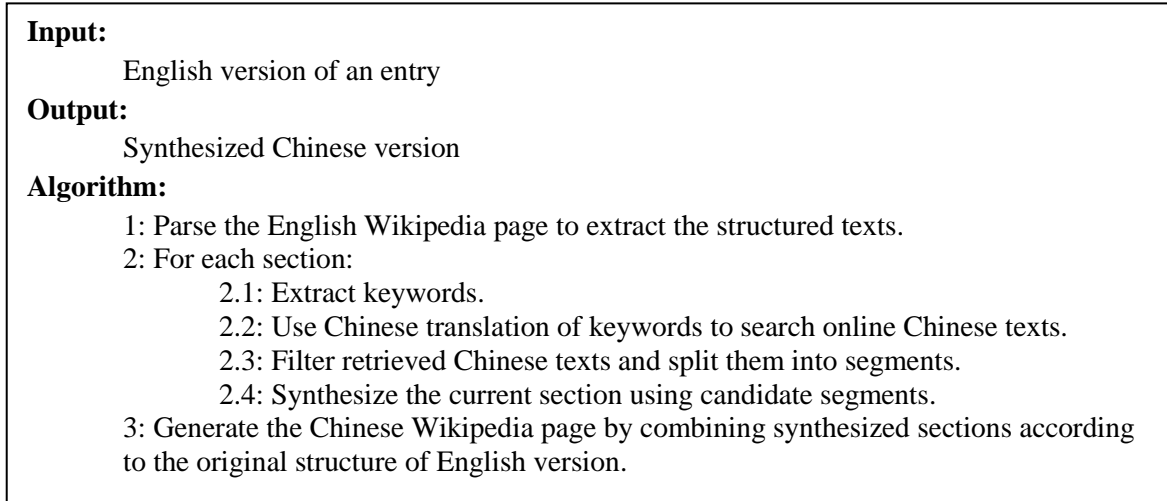 Input:
English version of an entry
Output:
Synthesized Chinese version
Algorithm:
1: Parse the English Wikipedia page to extract the structured texts.
2: For each section:
2.1: Extract keywords.
2.2: Use Chinese translation of keywords to search online Chinese texts.
2.3: Filter retrieved Chinese texts and split them into segments.
2.4: Synthesize the current section using candidate segments.
3: Generate the Chinese Wikipedia page by combining synthesized sections according
to the original structure of English version.